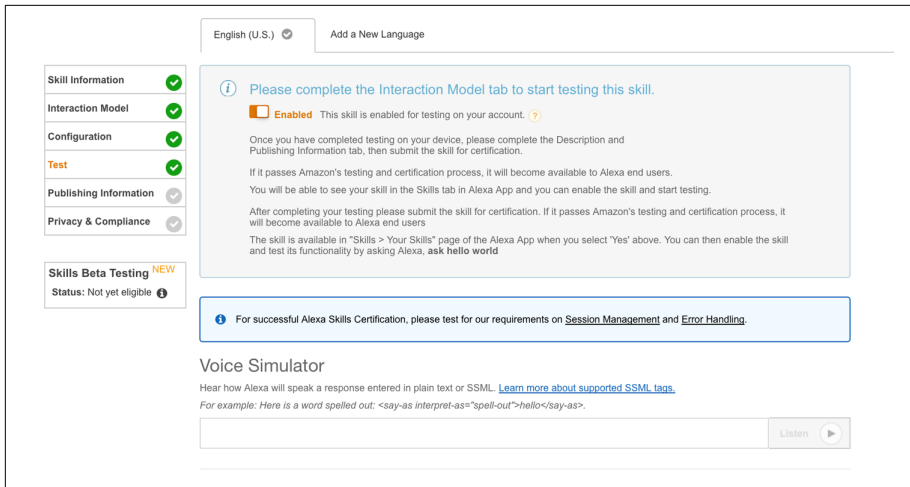 English (U.S.)
Add a New Language
Skill Information
Interaction Model
Configuration
Test
Publishing Information
Privacy & Compliance
Skills Beta Testing NEW
Status: Not yet eligible
Please complete the Interaction Model tab to start testing this skill.
Enabled This skill is enabled for testing on your account. ?
Once you have completed testing on your device, please complete the Description and
Publishing Information tab, then submit the skill for certification.
If it passes Amazon's testing and certification process, it will become available to Alexa end users.
You will be able to see your skill in the Skills tab in Alexa App and you can enable the skill and start testing.
After completing your testing please submit the skill for certification. If it passes Amazon's testing and certification process, it
will become available to Alexa end users
The skill is available in "Skills > Your Skills" page of the Alexa App when you select 'Yes' above. You can then enable the skill
and test its functionality by asking Alexa, ask hello world
For successful Alexa Skills Certification, please test for our requirements on Session Management and Error Handling.
Voice Simulator
Hear how Alexa will speak a response entered in plain text or SSML. Learn more about supported SSML tags.
For example: Here is a word spelled out: <say-as interpret-as="spell-out">hello</say-as>.
Listen